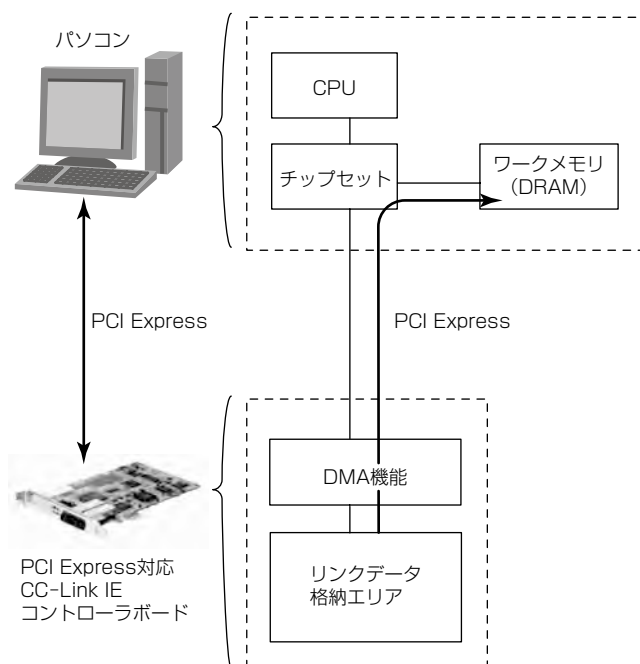 パソコン
CPU
チップセット
ワークメモリ
（DRAM）
PCI Express
PCI Express
DMA機能
リンクデータ
格納エリア
PCI Express対応
CC-Link IE
コントローラボード